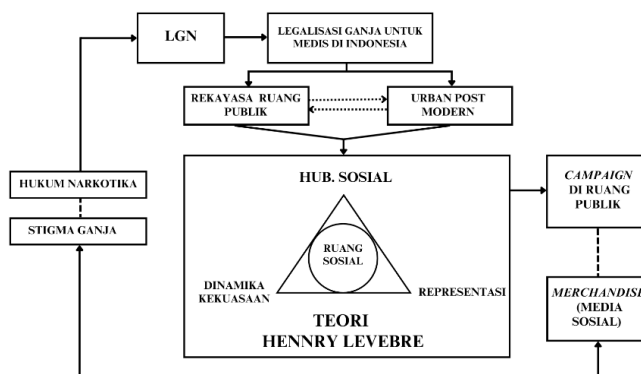 LGN
LEGALISASI GANJA UNTUK
MEDIS DI INDONESIA
REKAYASA RUANG
PUBLIK
URBAN POST
MODERN
HUKUM NARKOTIKA
STIGMA GANJA
HUB. SOSIAL
RUANG
SOSIAL
DINAMIKA
KEKUASAAN
REPRESENTASI
TEORI
HENNRY LEVEBRE
CAMPAIGN
DI RUANG
PUBLIK
MERCHANDISE
(MEDIA
SOSIAL)